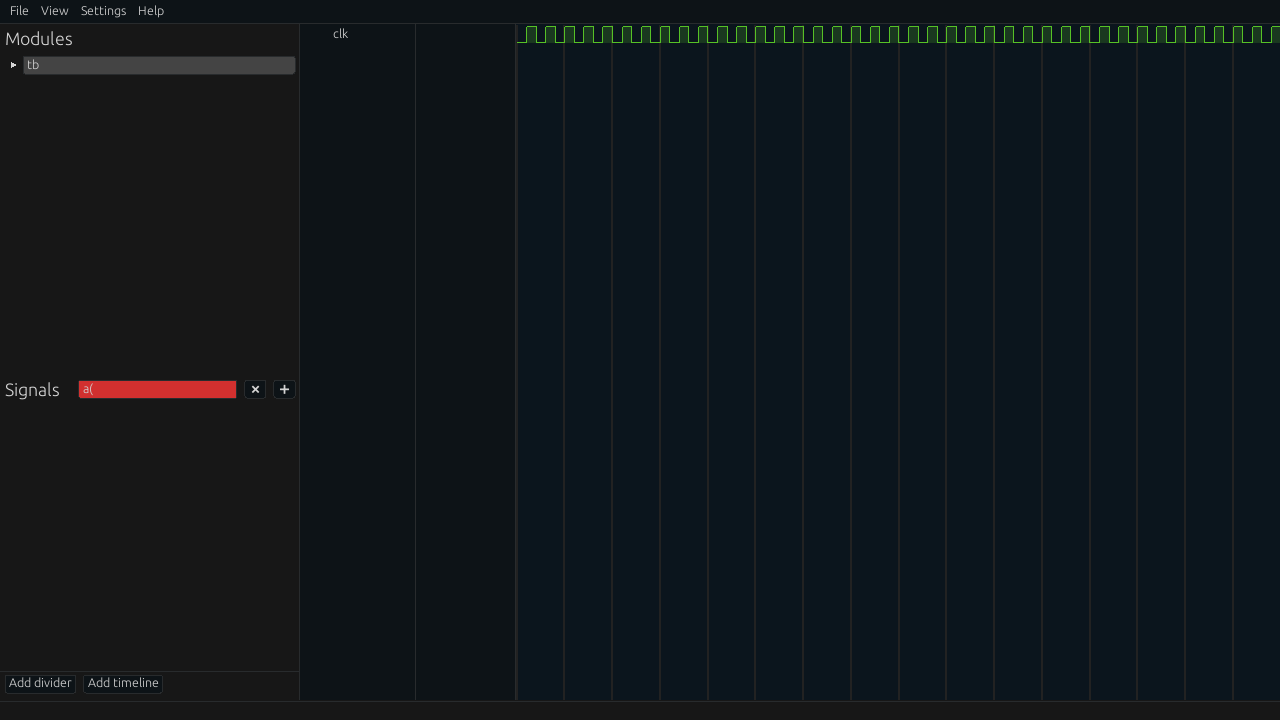 File View Settings Help
Modules
clk
tb
Signals a(
Add divider Add timeline